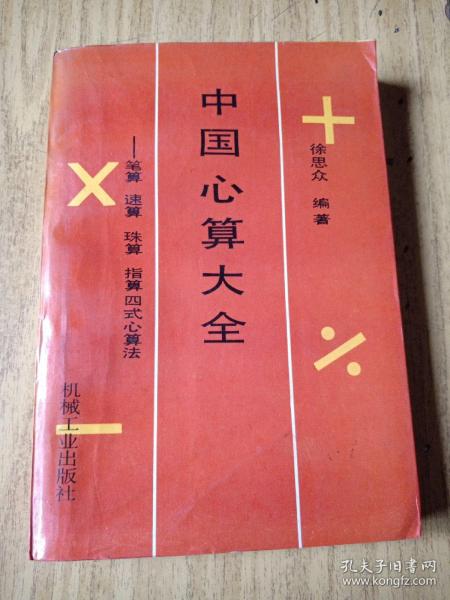 中国心算大全
徐思众 编著
——笔算 速算 珠算 指算四式心算法
机械工业出版社
+
×
÷
—
孔夫子旧书网
www.kongfz.com